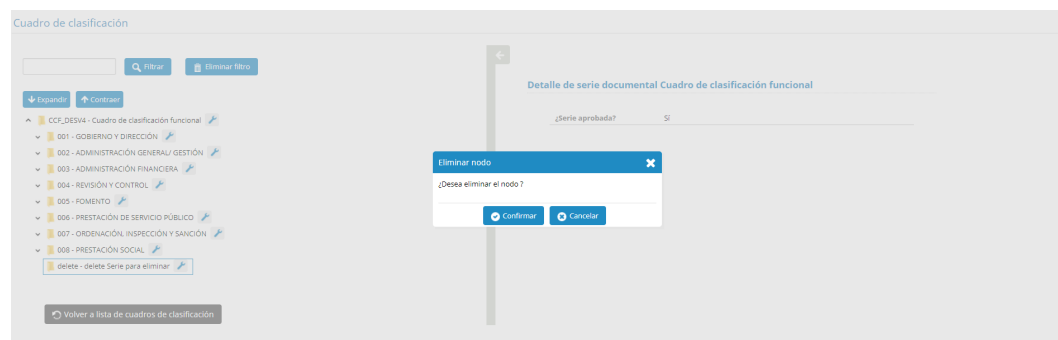 Cuadro de clasificación
Filtrar
Eliminar filtro
Expandir
Contraer
CCF_DESV4 - Cuadro de clasificación funcional
001 - GOBIERNO Y DIRECCIÓN
002 - ADMINISTRACIÓN GENERAL/ GESTIÓN
003 - ADMINISTRACIÓN FINANCIERA
004 - REVISIÓN Y CONTROL
005 - FOMENTO
006 - PRESTACIÓN DE SERVICIO PÚBLICO
007 - ORDENACIÓN, INSPECCIÓN Y SANCIÓN
008 - PRESTACIÓN SOCIAL
delete - delete Serie para eliminar
Volver a lista de cuadros de clasificación
Detalle de serie documental Cuadro de clasificación funcional
¿Serie aprobada? Sí
Eliminar nodo
¿Desea eliminar el nodo ?
Confirmar
Cancelar